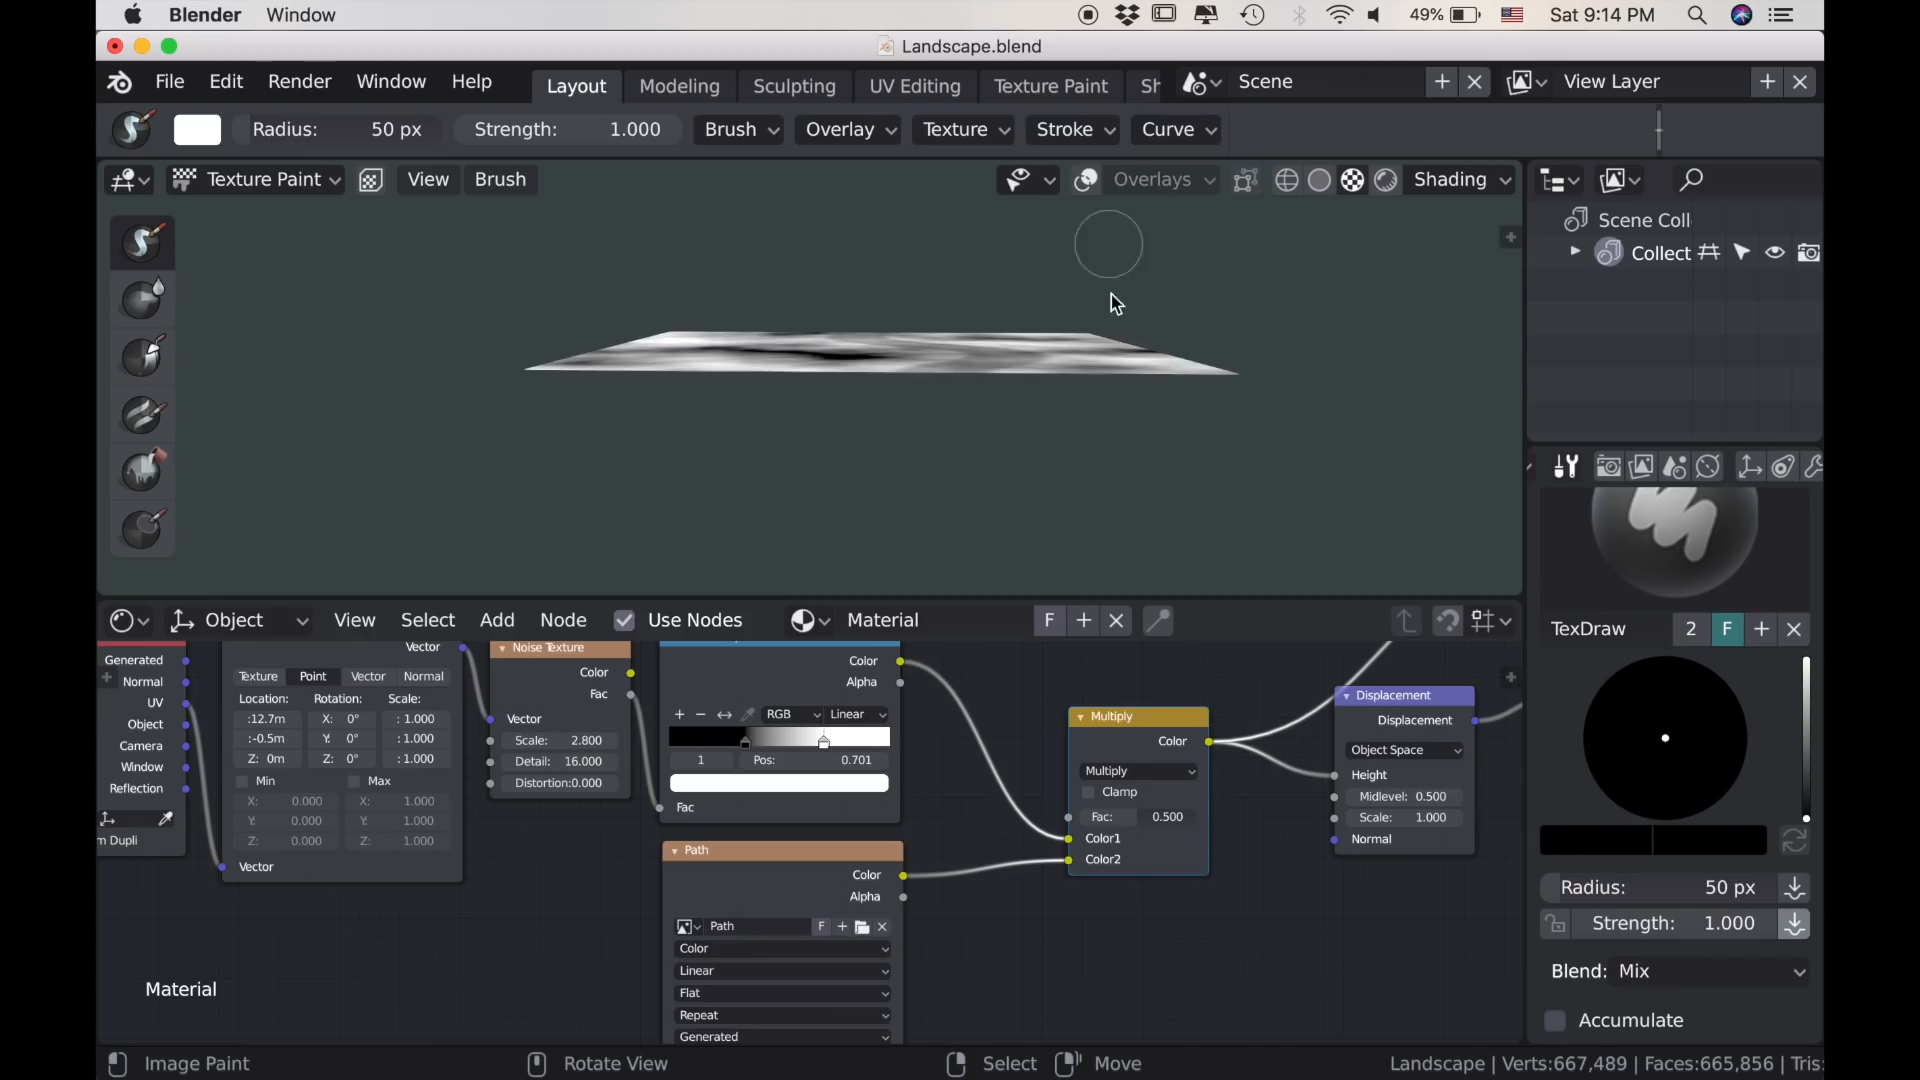 Blender Window 49% Sat 9:14 PM
Landscape.blend
File Edit Render Window Help Layout Modeling Sculpting UV Editing Texture Paint Sh Scene View Layer
Radius: 50 px Strength: 1.000 Brush Overlay Texture Stroke Curve
Texture Paint View Brush Overlays Shading
Scene Coll
Collect
TexDraw 2 F
Radius: 50 px
Strength: 1.000
Blend: Mix
Accumulate
Object View Select Add Node Use Nodes Material F
Generated
Normal
UV
Object
Camera
Window
Reflection
m Dupli
Vector
Texture Point Vector Normal
Location: Rotation: Scale:
:12.7m X: 0° : 1.000
:-0.5m Y: 0° : 1.000
Z: 0m Z: 0° : 1.000
Min Max
X: 0.000 X: 1.000
Y: 0.000 Y: 1.000
Z: 0.000 Z: 1.000
Vector
Noise Texture
Color
Fac
Vector
Scale: 2.800
Detail: 16.000
Distortion:0.000
Color
Alpha
RGB Linear
1 Pos: 0.701
Fac
Path
Color
Alpha
Path F
Color
Linear
Flat
Repeat
Generated
Multiply
Color
Multiply
Clamp
Fac: 0.500
Color1
Color2
Displacement
Displacement
Object Space
Height
Midlevel: 0.500
Scale: 1.000
Normal
Material
Image Paint Rotate View Select Move Landscape | Verts:667,489 | Faces:665,856 | Tris: